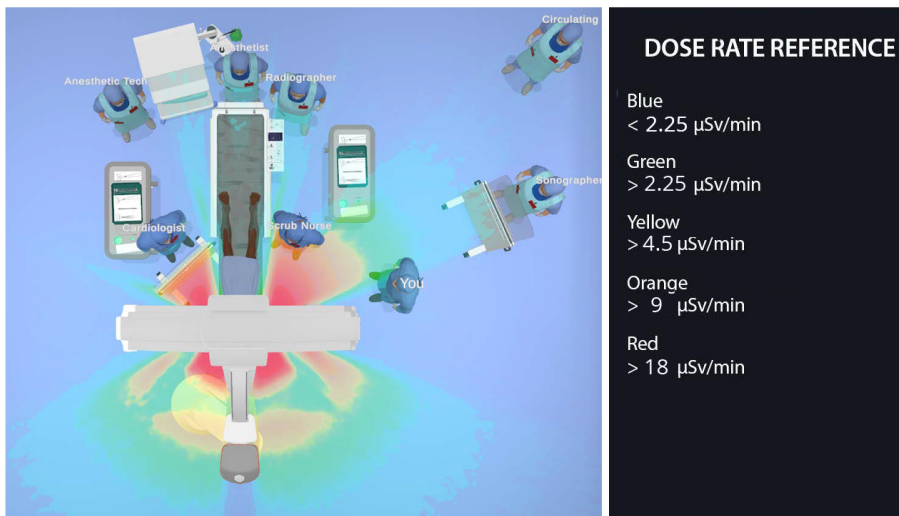 Circulating
Anesthetist
Anesthetic Tech
Radiographer
Sonographer
Cardiologist
Scrub Nurse
You
DOSE RATE REFERENCE
Blue
< 2.25 μSv/min
Green
> 2.25 μSv/min
Yellow
> 4.5 μSv/min
Orange
> 9 μSv/min
Red
> 18 μSv/min